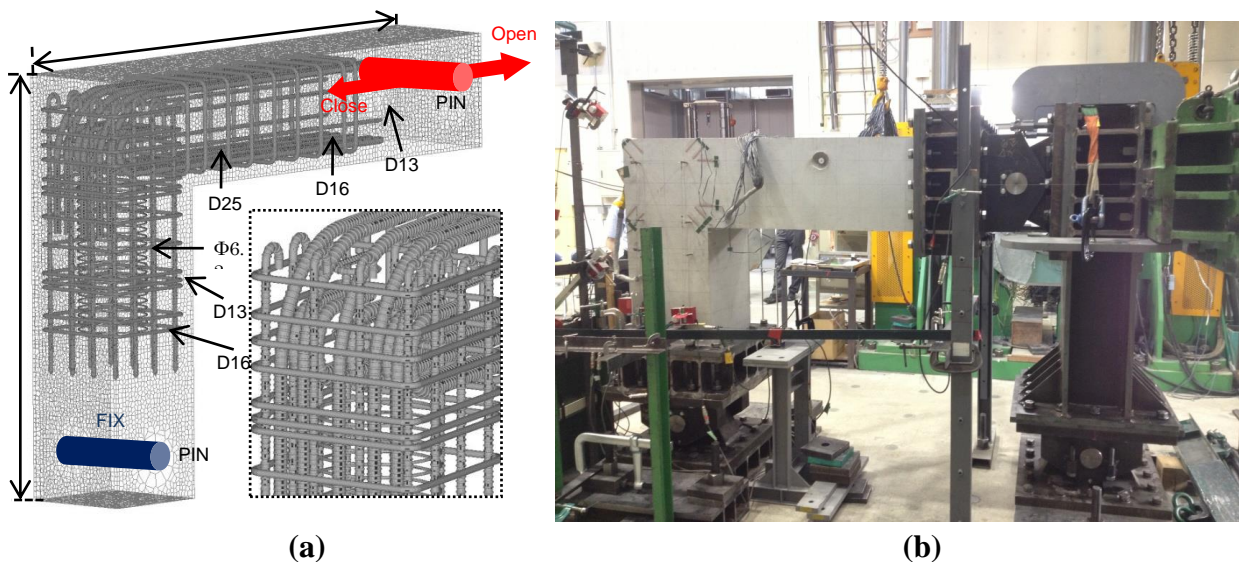 Open
Close
PIN
D13
D16
D25
Φ6.
D13
D16
FIX
PIN
(a)
(b)